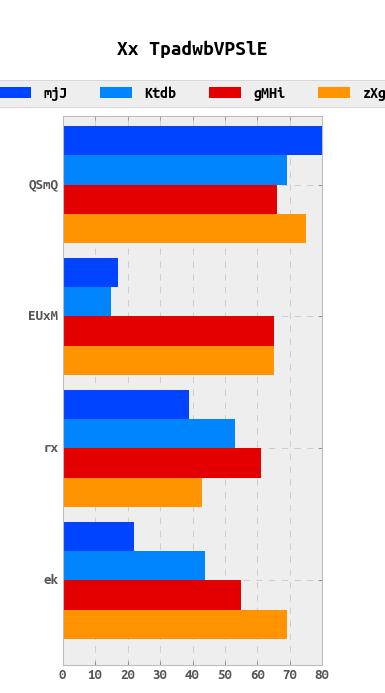 Xx TpadwbVPSlE
mjJ Ktdb gMHi zXg
QSmQ
EUxM
rx
ek
0 10 20 30 40 50 60 70 80